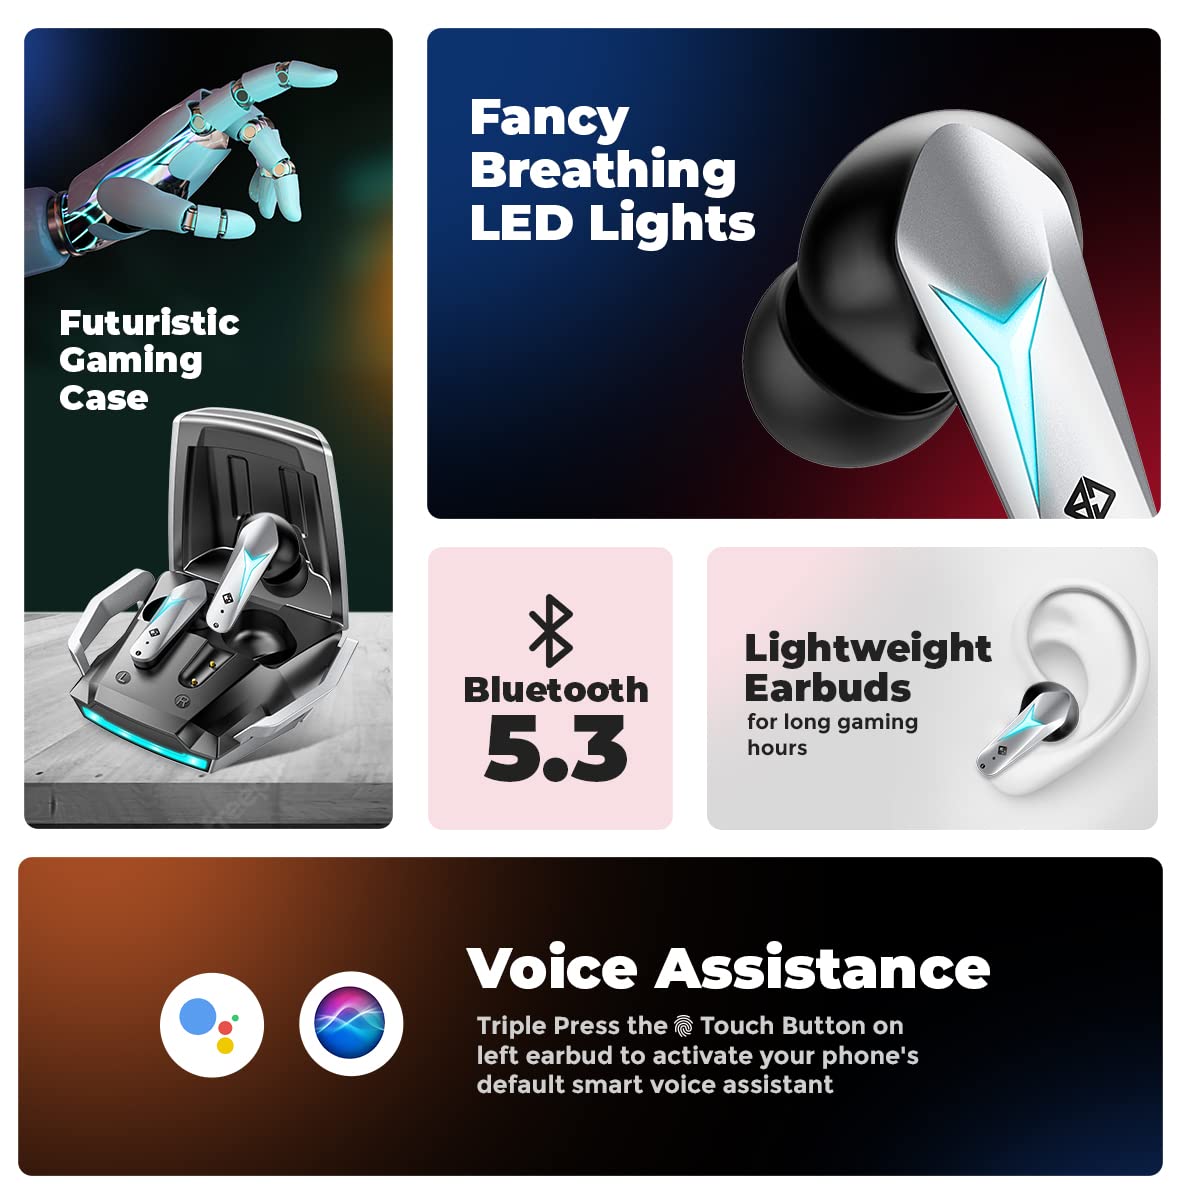 Futuristic
Gaming
Case
L
R
Fancy
Breathing
LED Lights
Bluetooth
5.3
Lightweight
Earbuds
for long gaming
hours
Voice Assistance
Triple Press the Touch Button on
left earbud to activate your phone's
default smart voice assistant